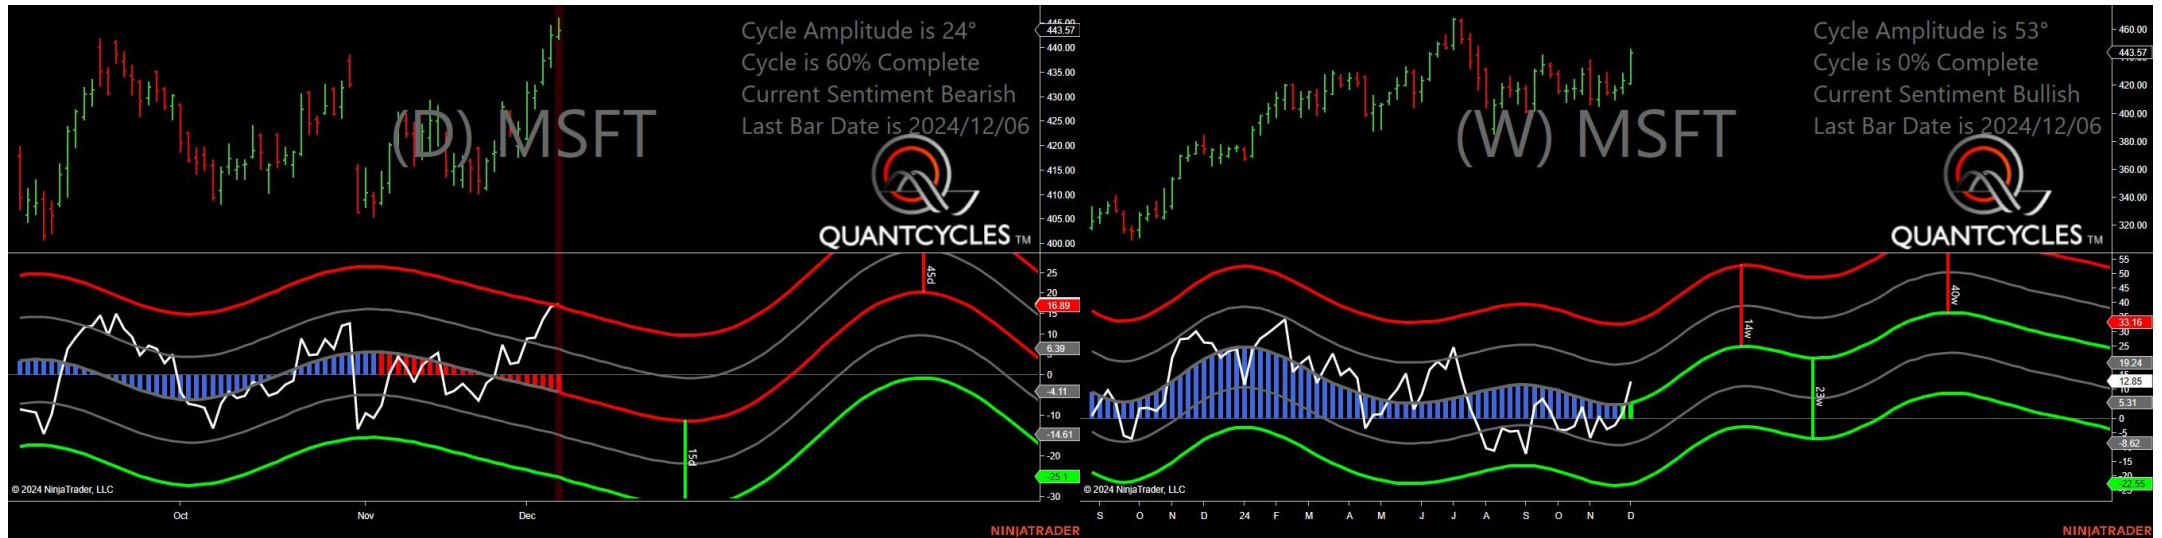 Cycle Amplitude is 24°
Cycle is 60% Complete
Current Sentiment Bearish
Last Bar Date is 2024/12/06
(D) MSFT
QUANTCYCLES TM
445.00
443.57
440.00
435.00
430.00
425.00
420.00
415.00
410.00
405.00
400.00
45d
15d
25
20
16.89
15
10
6.39
0
-4.11
-10
-14.61
-20
-25.1
-30
© 2024 NinjaTrader, LLC
Oct
Nov
Dec
NINJATRADER
Cycle Amplitude is 53°
Cycle is 0% Complete
Current Sentiment Bullish
Last Bar Date is 2024/12/06
(W) MSFT
QUANTCYCLES TM
460.00
443.57
420.00
400.00
380.00
360.00
340.00
320.00
14w
23w
40w
55
50
45
40
33.16
30
25
19.24
12.85
10
5.31
0
-5
-8.62
-15
-22.55
© 2024 NinjaTrader, LLC
S
O
N
D
24
F
M
A
M
J
J
A
S
O
N
D
NINJATRADER